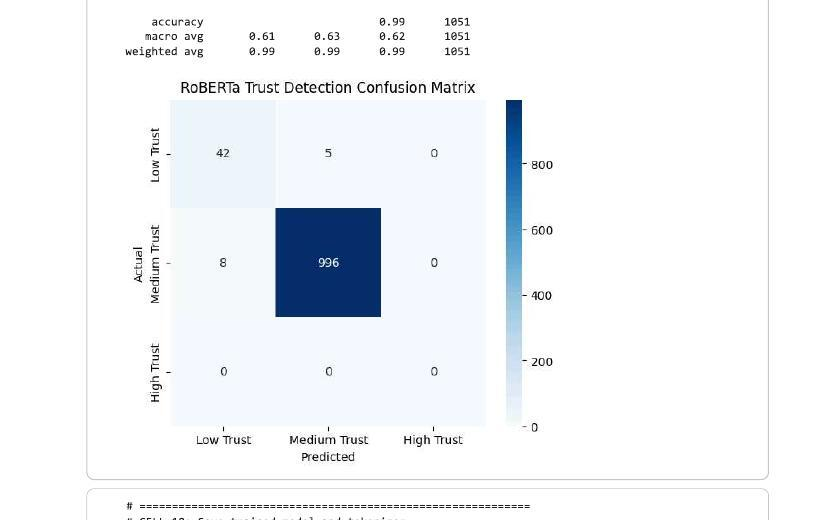 accuracy 0.99 1051
macro avg 0.61 0.63 0.62 1051
weighted avg 0.99 0.99 0.99 1051
RoBERTa Trust Detection Confusion Matrix
Low Trust 42 5 0
Medium Trust 8 996 0
High Trust 0 0 0
Actual
Low Trust Medium Trust High Trust
Predicted
800
600
400
200
0
# ============================================================